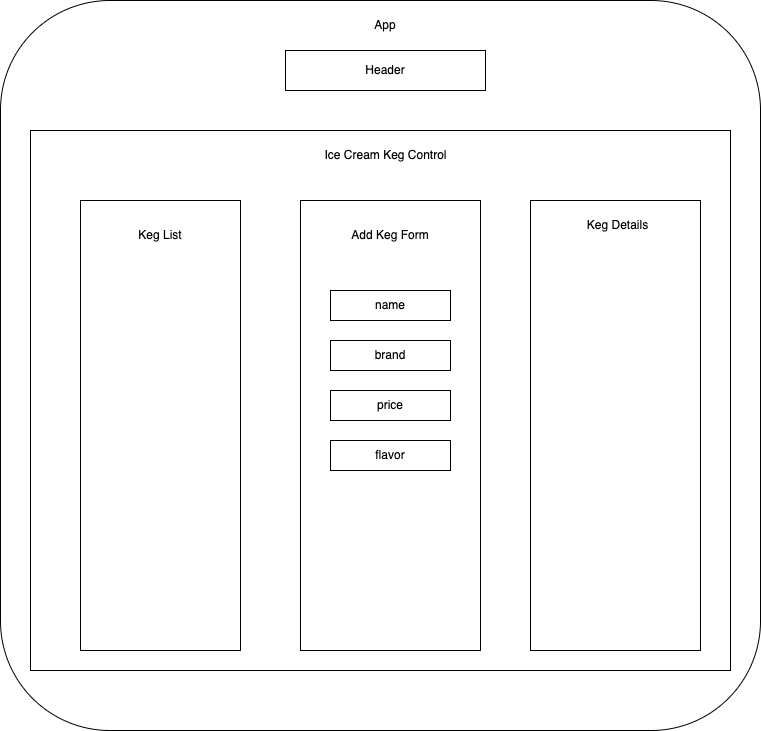 App
Header
Ice Cream Keg Control
Keg List
Add Keg Form
Keg Details
name
brand
price
flavor